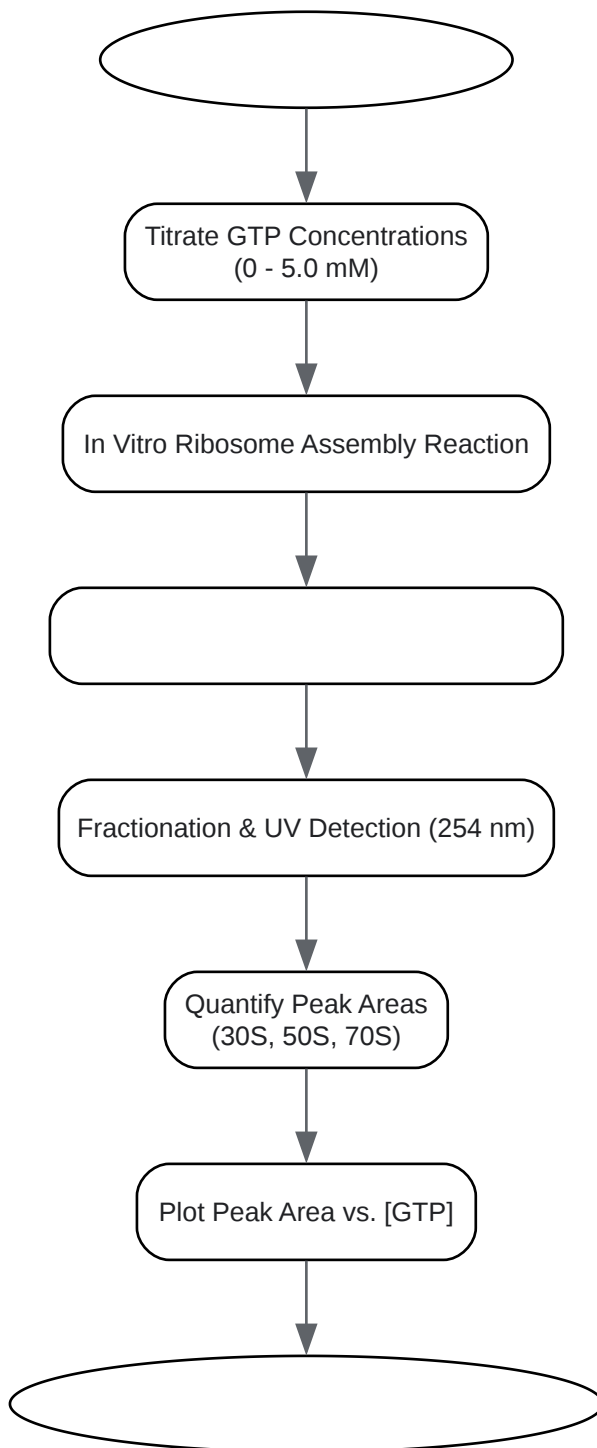 Titrate GTP Concentrations
(0 - 5.0 mM)
In Vitro Ribosome Assembly Reaction
Fractionation & UV Detection (254 nm)
Quantify Peak Areas
(30S, 50S, 70S)
Plot Peak Area vs. [GTP]